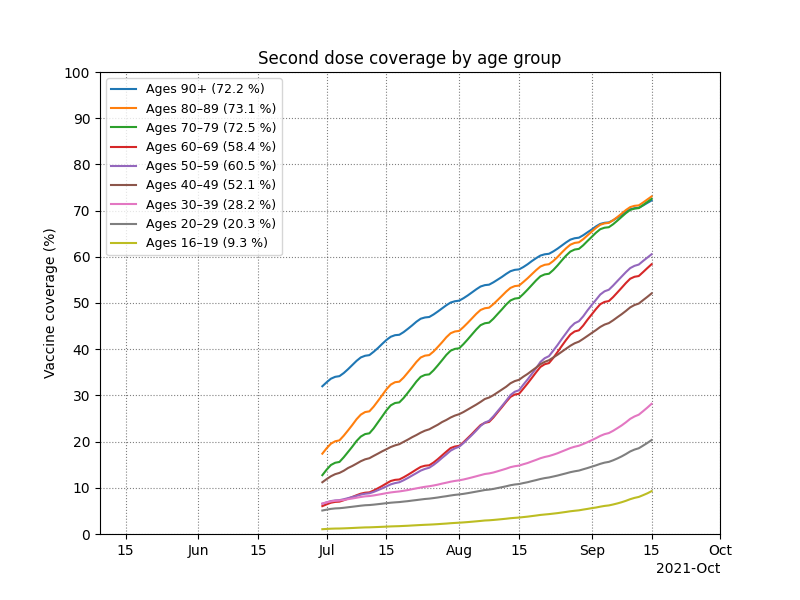 Second dose coverage by age group
Vaccine coverage (%)
100
90
80
70
60
50
40
30
20
10
0
Ages 90+ (72.2 %)
Ages 80–89 (73.1 %)
Ages 70–79 (72.5 %)
Ages 60–69 (58.4 %)
Ages 50–59 (60.5 %)
Ages 40–49 (52.1 %)
Ages 30–39 (28.2 %)
Ages 20–29 (20.3 %)
Ages 16–19 (9.3 %)
15 Jun 15 Jul 15 Aug 15 Sep 15 Oct
2021-Oct